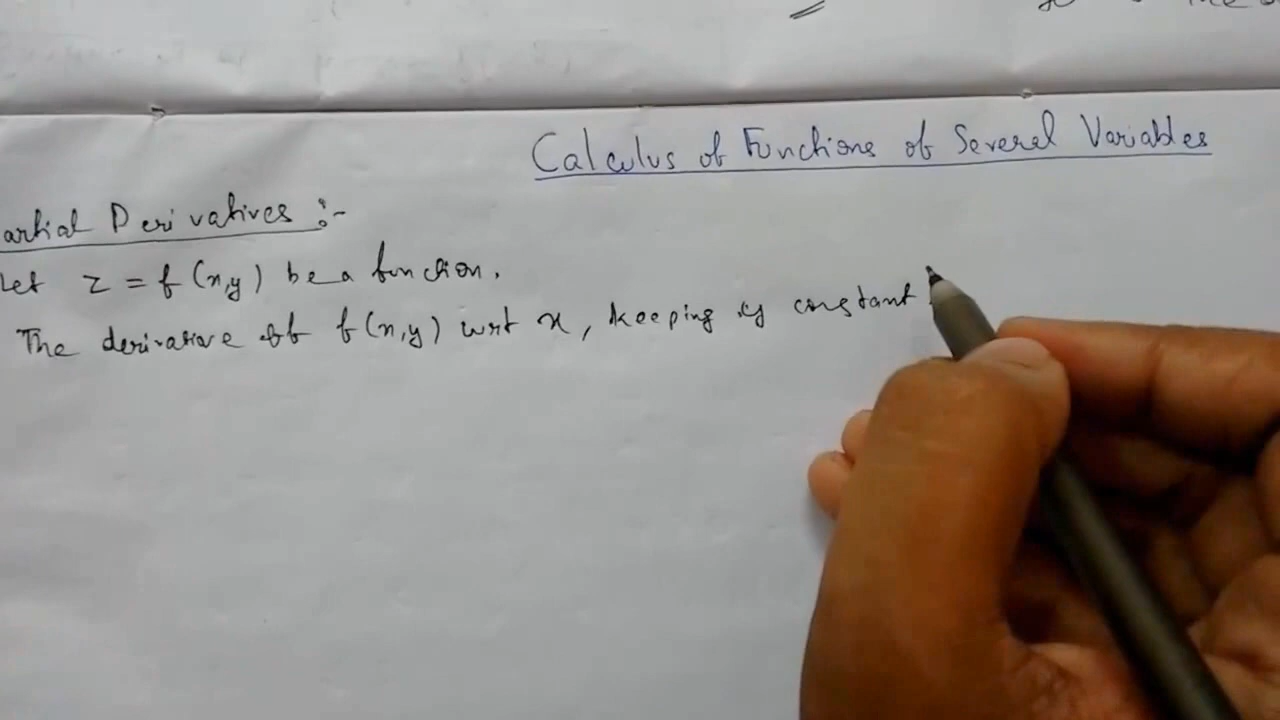 Calculus of Functions of Several Variables
artial Derivatives :-
Let z = f(x,y) be a function.
The derivative of f(x,y) wrt x, keeping y constant